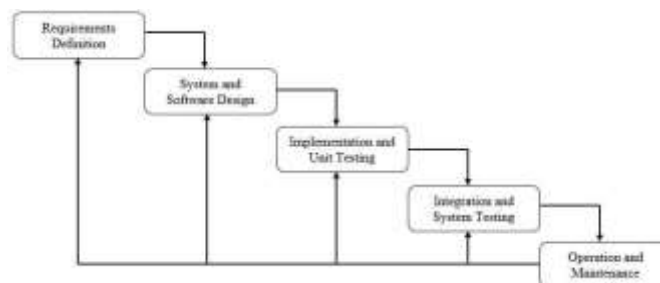 Requirements
Definition
System and
Software Design
Implementation and
Unit Testing
Integration and
System Testing
Operation and
Maintenance